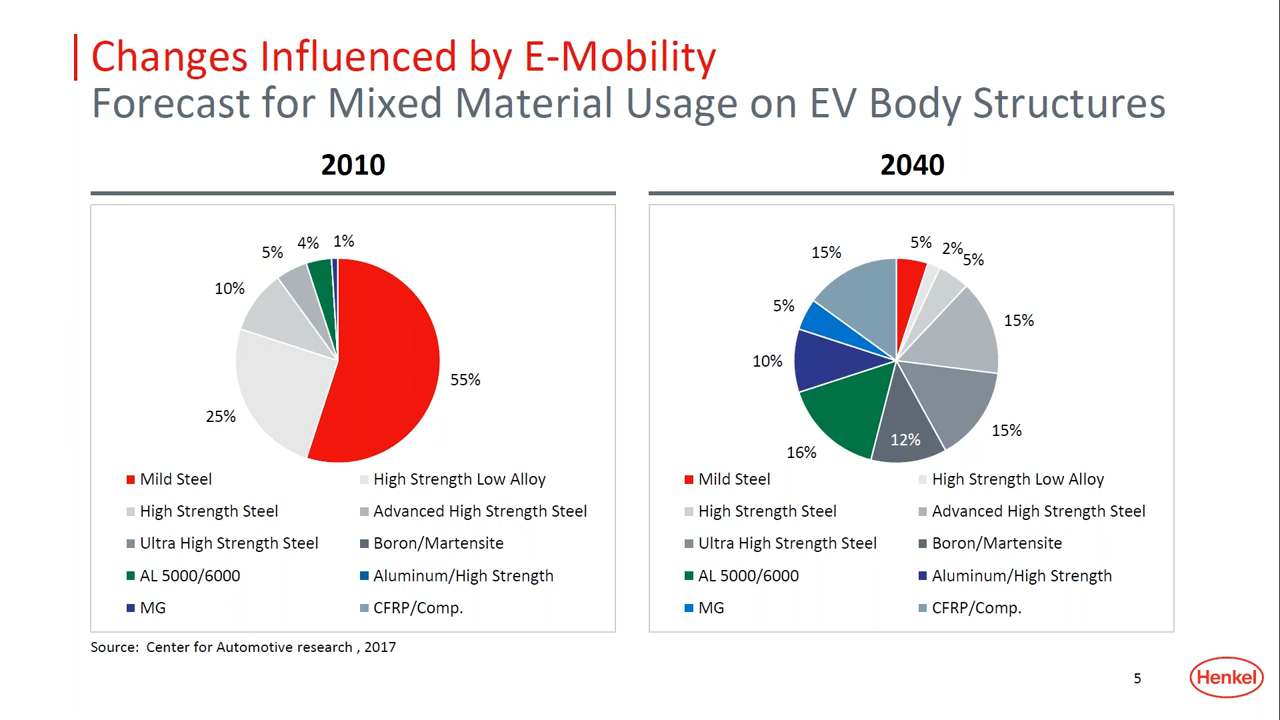 Changes Influenced by E-Mobility
Forecast for Mixed Material Usage on EV Body Structures
2010
1%
4%
5%
10%
25%
55%
Mild Steel
High Strength Low Alloy
High Strength Steel
Advanced High Strength Steel
Ultra High Strength Steel
Boron/Martensite
AL 5000/6000
Aluminum/High Strength
MG
CFRP/Comp.
2040
5%
2%
5%
15%
15%
12%
16%
10%
5%
15%
Mild Steel
High Strength Low Alloy
High Strength Steel
Advanced High Strength Steel
Ultra High Strength Steel
Boron/Martensite
AL 5000/6000
Aluminum/High Strength
MG
CFRP/Comp.
Source: Center for Automotive research , 2017
5
Henkel